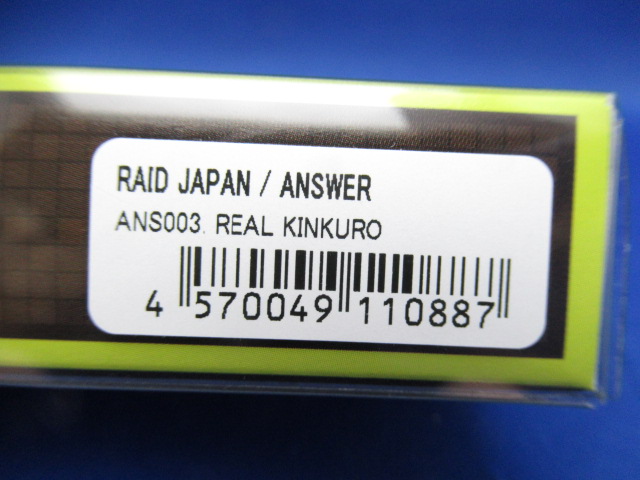 RAID JAPAN / ANSWER
ANS003. REAL KINKURO
4 570049 110887